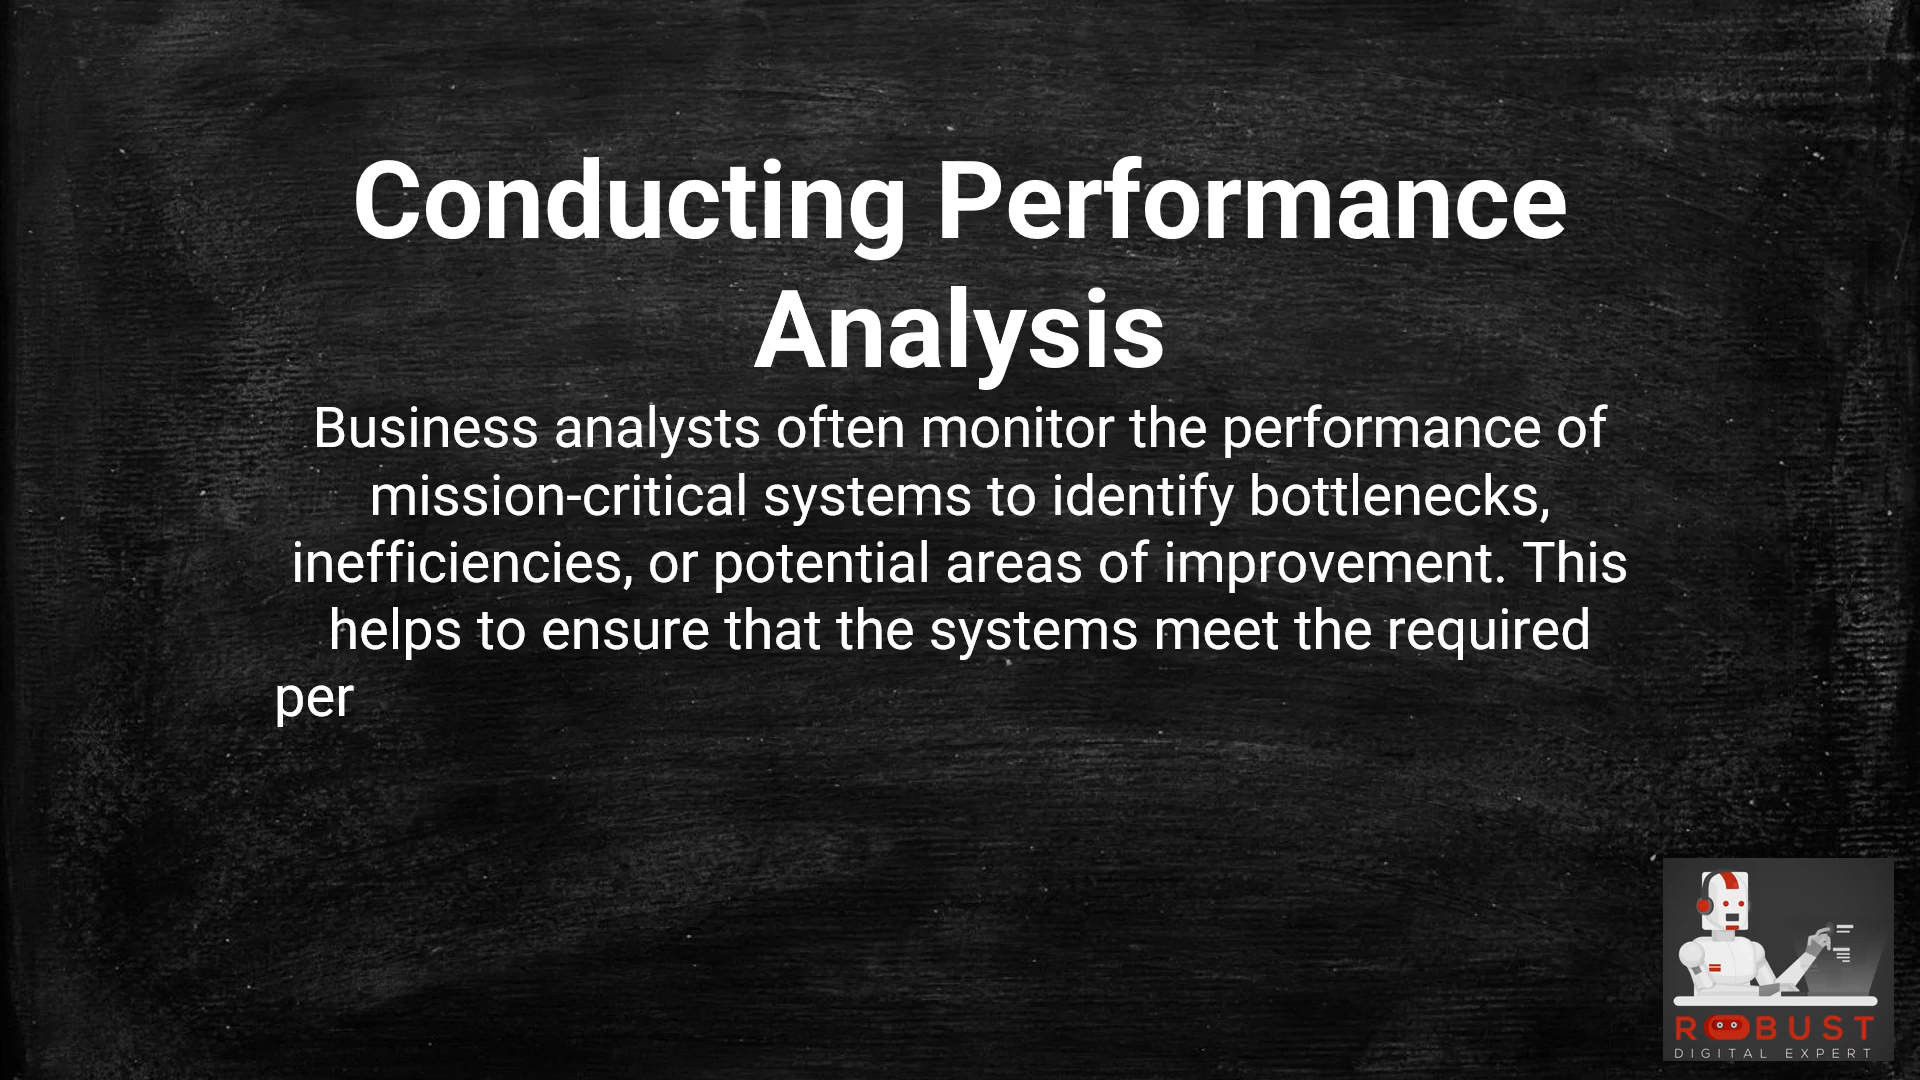 Conducting Performance
Analysis
Business analysts often monitor the performance of
mission-critical systems to identify bottlenecks,
inefficiencies, or potential areas of improvement. This
helps to ensure that the systems meet the required
per
ROBUST
DIGITAL EXPERT